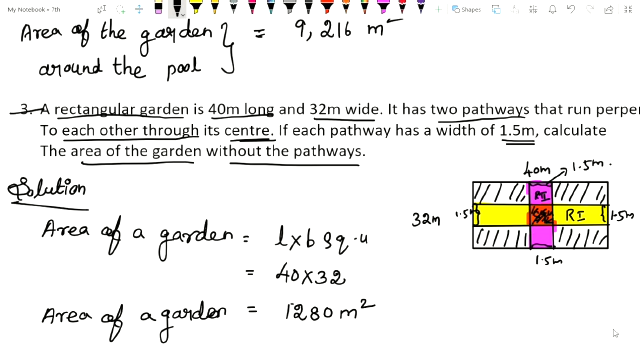 My Notebook › 7th
Shapes
Area of the garden } = 9,216 m²
around the pool
3. A rectangular garden is 40m long and 32m wide. It has two pathways that run perpe
To each other through its centre. If each pathway has a width of 1.5m, calculate
The area of the garden without the pathways.
Solution
40m
1.5m.
RII
32m
1.5m
RI
1.5m
1.5m
Area of a garden = l×b sq.u
= 40×32
Area of a garden = 1280 m²